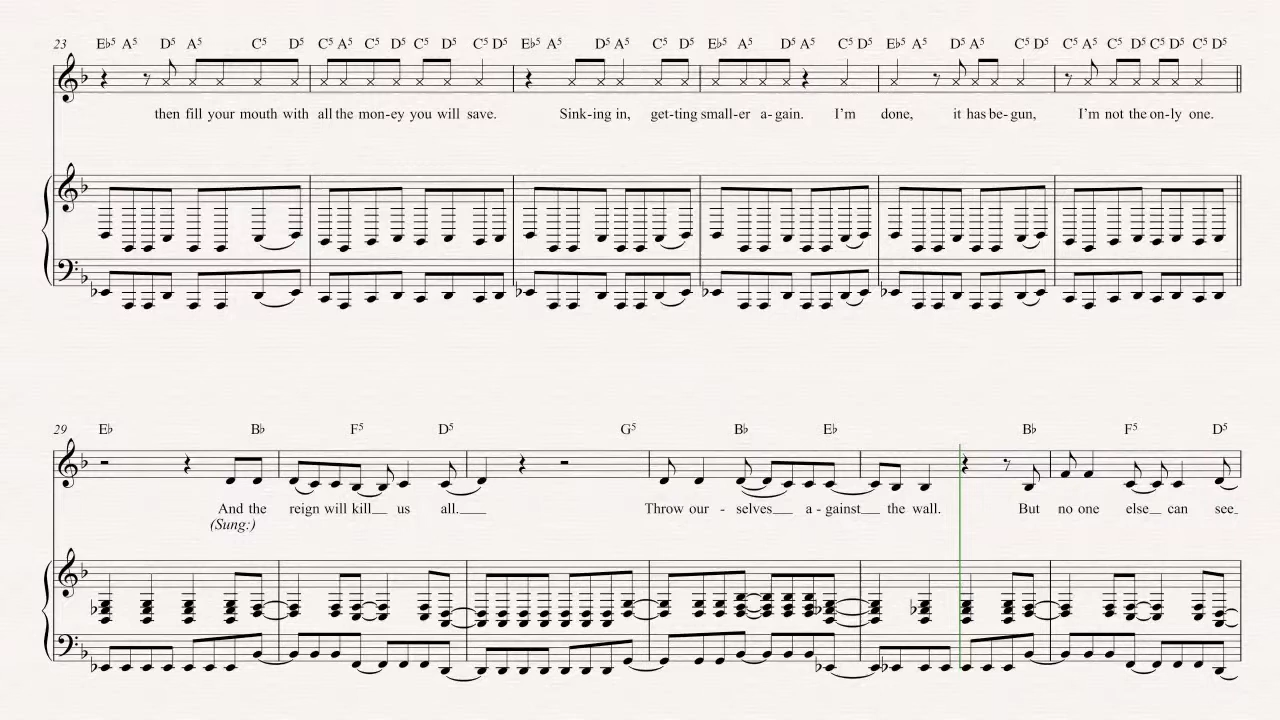 23 E♭5 A5 D5 A5 C5 D5 C5 A5 C5 D5 C5 D5 C5 D5 E♭5 A5 D5 A5 C5 D5 E♭5 A5 D5 A5 C5 D5 E♭5 A5 D5 A5 C5 D5 C5 A5 C5 D5 C5 D5 C5 D5
then fill your mouth with all the mon-ey you will save. Sink-ing in, get-ting small-er a-gain. I'm done, it has be-gun, I'm not the on-ly one.
29 E♭ B♭ F5 D5 G5 B♭ E♭ B♭ F5 D5
And the reign will kill us all. Throw our - selves a - gainst the wall. But no one else can see
(Sung:)